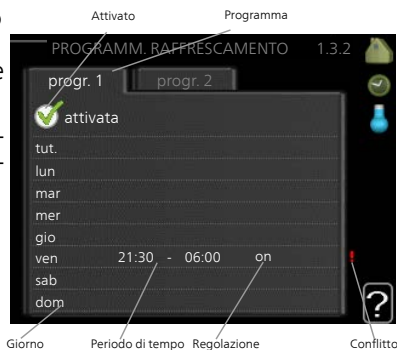 Attivato Programma
PROGRAMM. RAFFRESCAMENTO 1.3.2
progr. 1 progr. 2
attivata
tut.
lun
mar
mer
gio
ven 21:30 - 06:00 on
sab
dom
?
Giorno Periodo di tempo Regolazione Conflitto